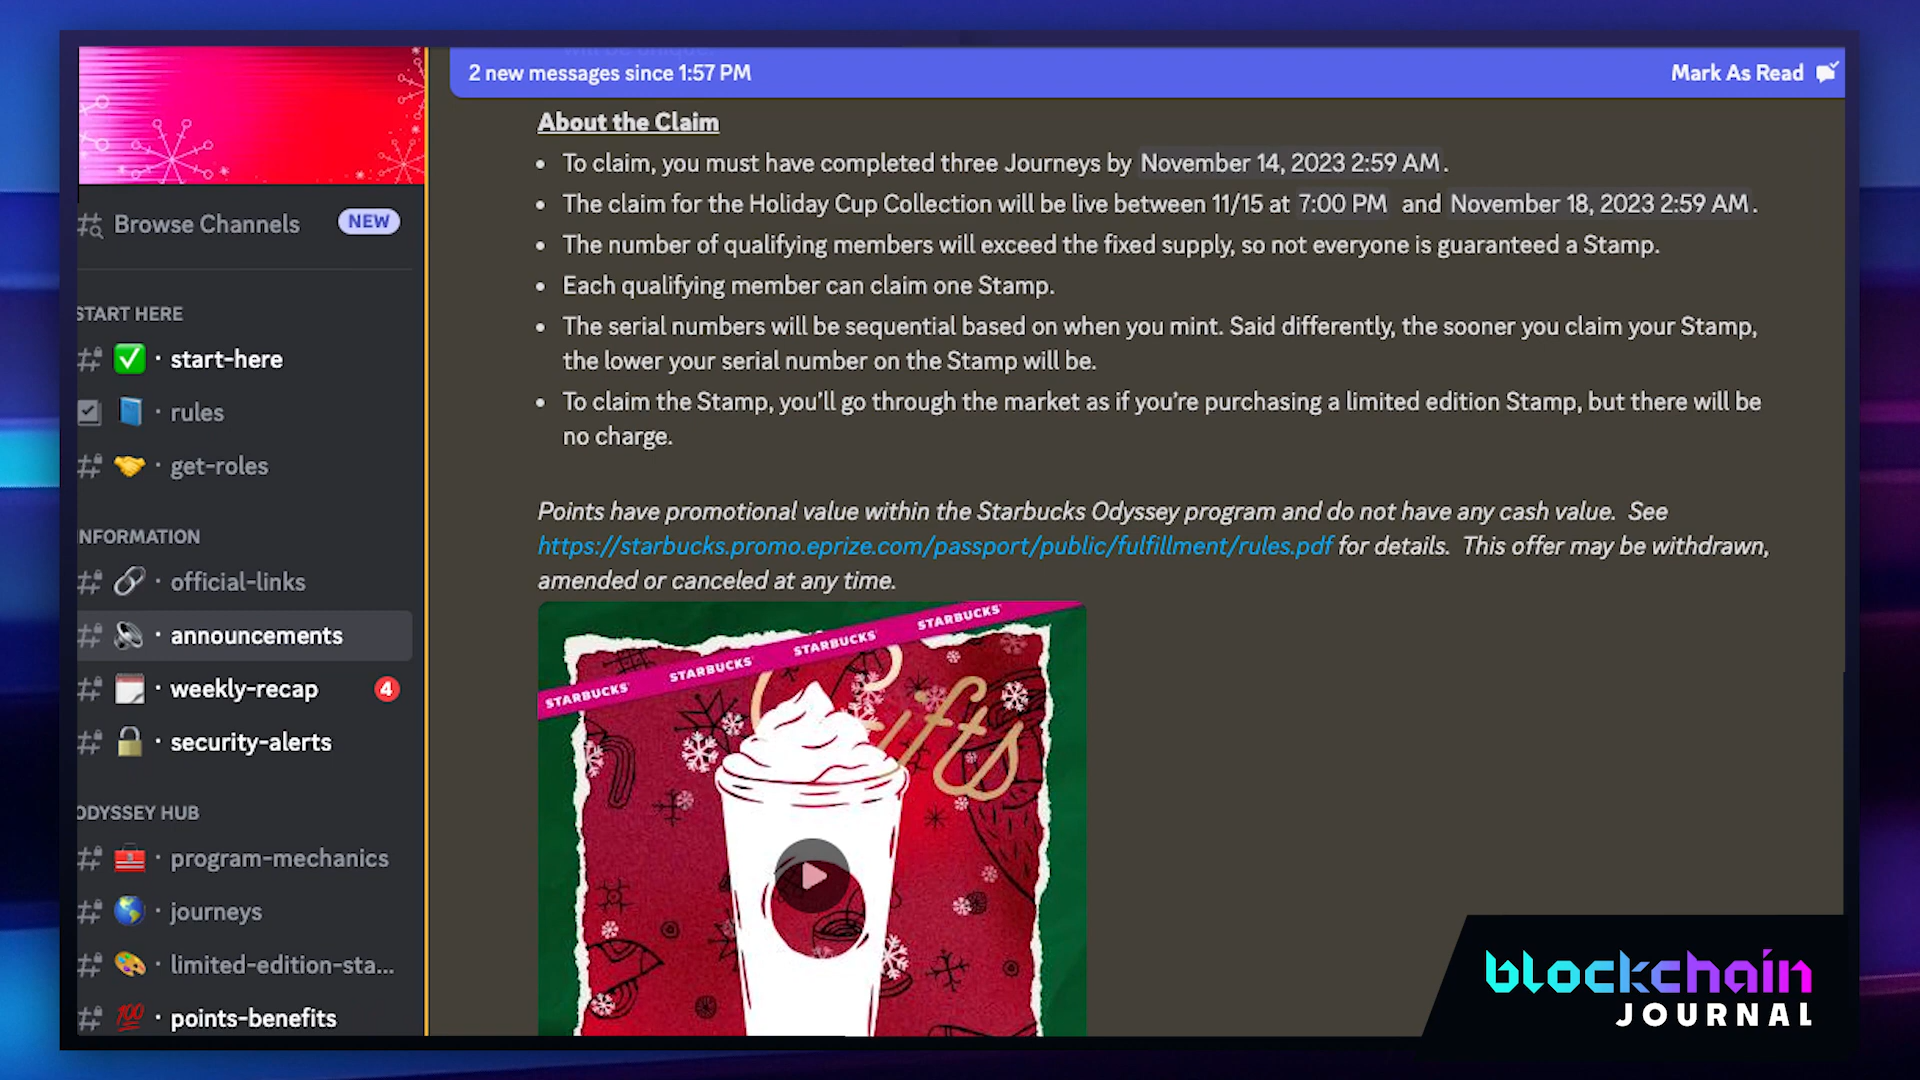 2 new messages since 1:57 PM
Mark As Read
Browse Channels
NEW
START HERE
start-here
rules
get-roles
INFORMATION
official-links
announcements
weekly-recap
4
security-alerts
ODYSSEY HUB
program-mechanics
journeys
limited-edition-sta...
points-benefits
About the Claim
• To claim, you must have completed three Journeys by November 14, 2023 2:59 AM.
• The claim for the Holiday Cup Collection will be live between 11/15 at 7:00 PM and November 18, 2023 2:59 AM.
• The number of qualifying members will exceed the fixed supply, so not everyone is guaranteed a Stamp.
• Each qualifying member can claim one Stamp.
• The serial numbers will be sequential based on when you mint. Said differently, the sooner you claim your Stamp,
the lower your serial number on the Stamp will be.
• To claim the Stamp, you'll go through the market as if you're purchasing a limited edition Stamp, but there will be
no charge.
Points have promotional value within the Starbucks Odyssey program and do not have any cash value. See
https://starbucks.promo.eprize.com/passport/public/fulfillment/rules.pdf for details. This offer may be withdrawn,
amended or canceled at any time.
STARBUCKS STARBUCKS STARBUCKS STARBUCKS
blockchain
JOURNAL